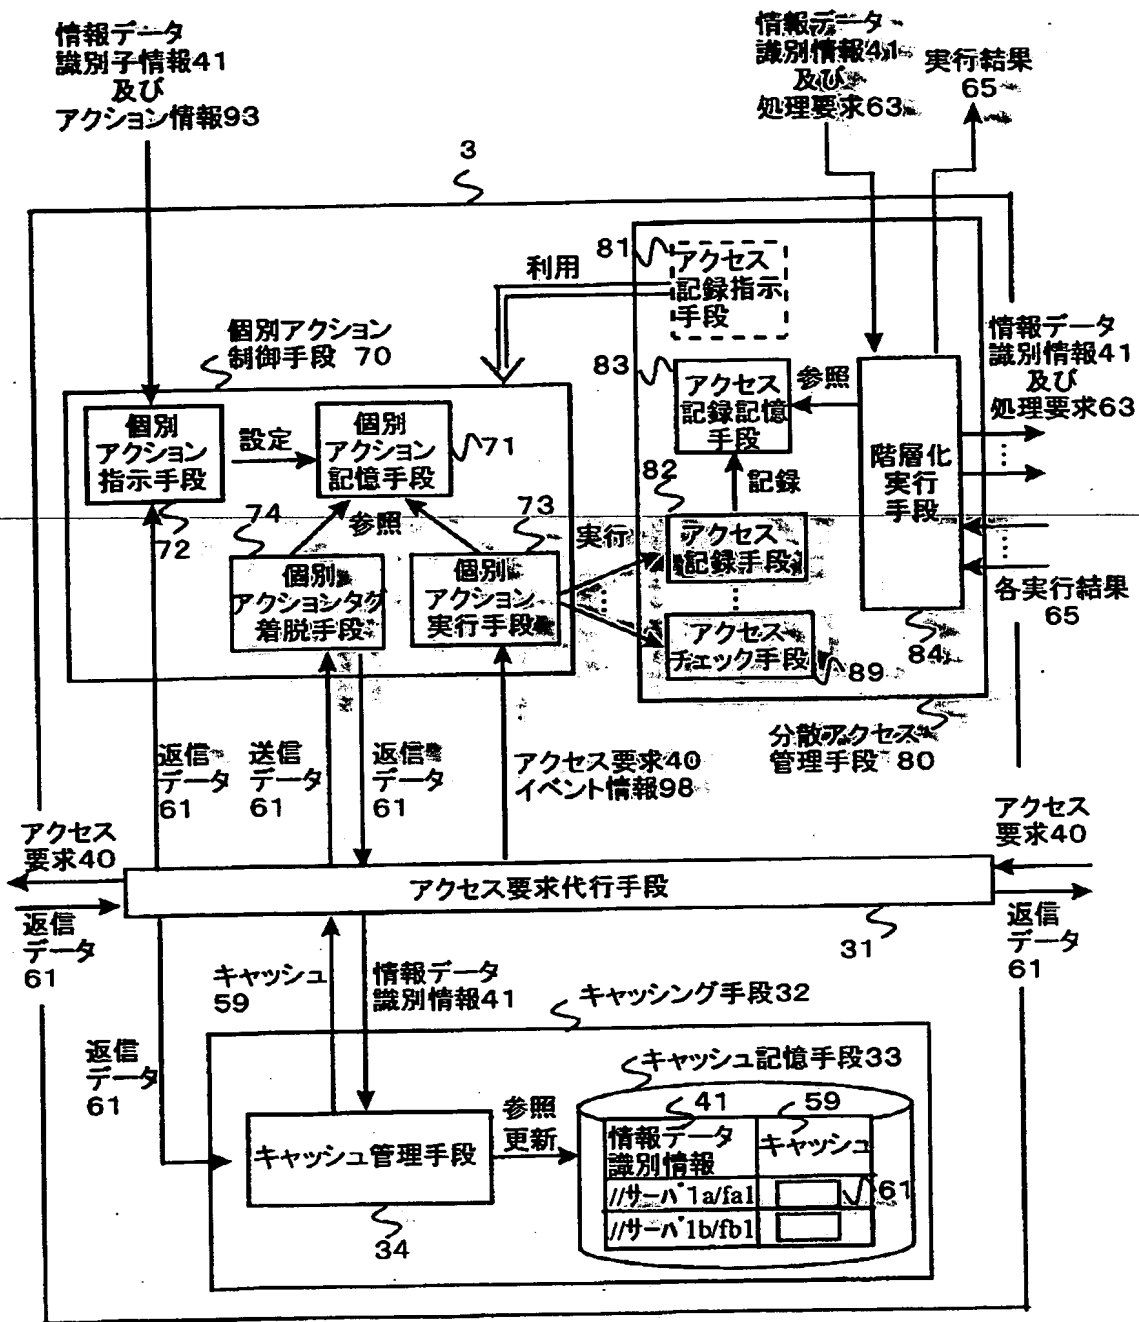 情報データ
識別子情報41
及び
アクション情報93
情報データ
識別情報41
及び
処理要求63
実行結果
65
3
81
アクセス
記録指示
手段
利用
個別アクション
制御手段 70
83
アクセス
記録記憶
手段
参照
情報データ
識別情報41
及び
処理要求63
個別
アクション
指示手段
設定
個別
アクション
記憶手段
71
82
記録
階層化
実行
手段
72
74
参照
73
実行
アクセス
記録手段
個別
アクションタグ
着脱手段
個別
アクション
実行手段
アクセス
チェック手段
89
84
各実行結果
65
分散アクセス
管理手段 80
返信
データ
61
送信
データ
61
返信
データ
61
アクセス要求40
イベント情報98
アクセス
要求40
アクセス
要求40
アクセス要求代行手段
返信
データ
61
31
返信
データ
61
キャッシュ
59
情報データ
識別情報41
キャッシング手段32
返信
データ
61
キャッシュ記憶手段33
キャッシュ管理手段
34
参照
更新
41
59
情報データ
識別情報
キャッシュ
//サーバ1a/fa1
61
//サーバ1b/fb1